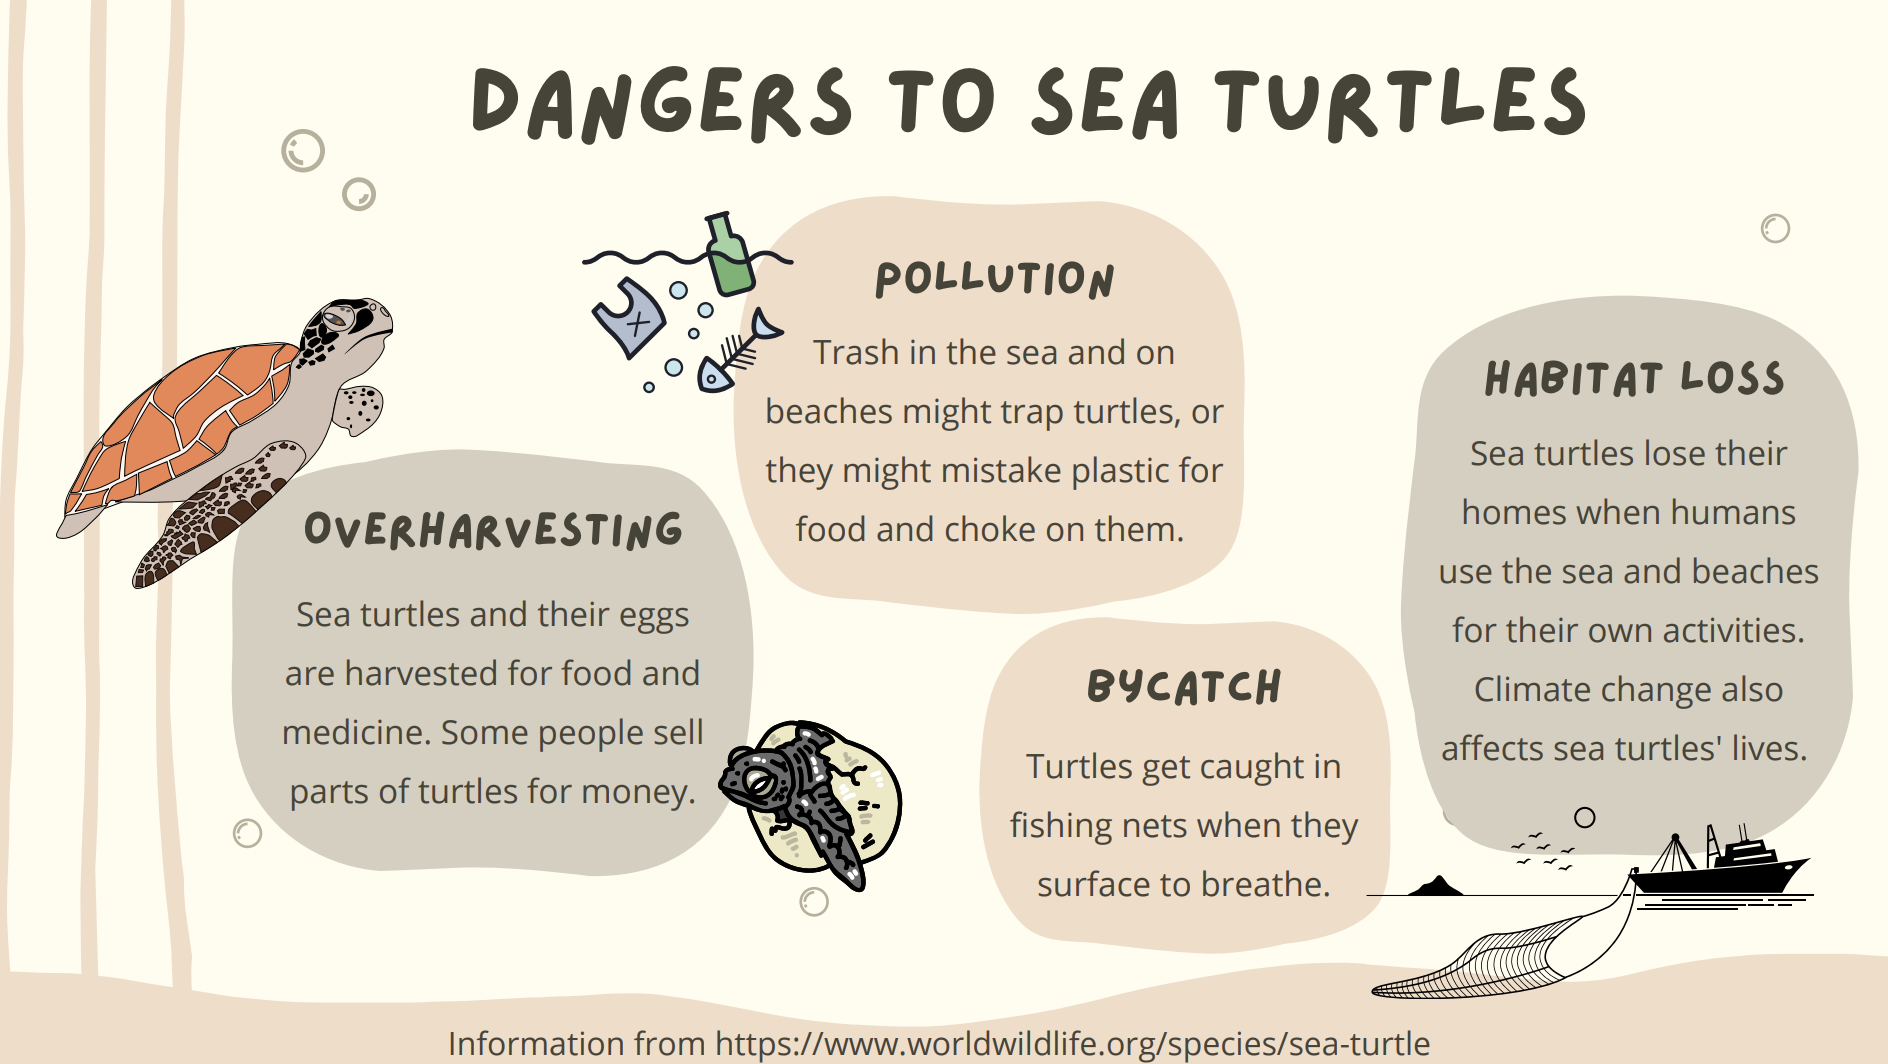 DANGERS TO SEA TURTLES
OVERHARVESTING
Sea turtles and their eggs
are harvested for food and
medicine. Some people sell
parts of turtles for money.
POLLUTION
Trash in the sea and on
beaches might trap turtles, or
they might mistake plastic for
food and choke on them.
BYCATCH
Turtles get caught in
fishing nets when they
surface to breathe.
HABITAT LOSS
Sea turtles lose their
homes when humans
use the sea and beaches
for their own activities.
Climate change also
affects sea turtles' lives.
Information from https://www.worldwildlife.org/species/sea-turtle